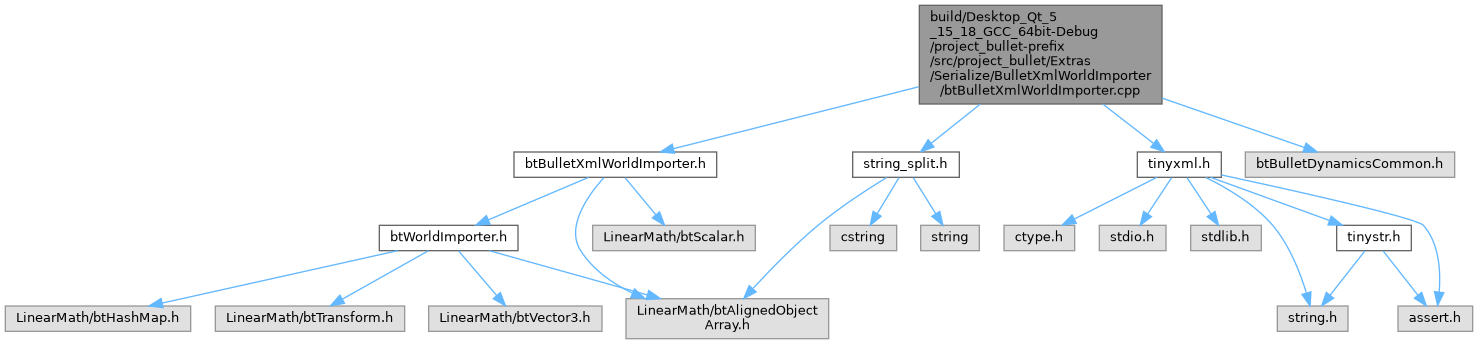 build/Desktop_Qt_5
_15_18_GCC_64bit-Debug
/project_bullet-prefix
/src/project_bullet/Extras
/Serialize/BulletXmlWorldImporter
/btBulletXmlWorldImporter.cpp
btBulletXmlWorldImporter.h
string_split.h
tinyxml.h
btBulletDynamicsCommon.h
btWorldImporter.h
LinearMath/btScalar.h
cstring
string
ctype.h
stdio.h
stdlib.h
tinystr.h
LinearMath/btHashMap.h
LinearMath/btTransform.h
LinearMath/btVector3.h
LinearMath/btAlignedObject
Array.h
string.h
assert.h